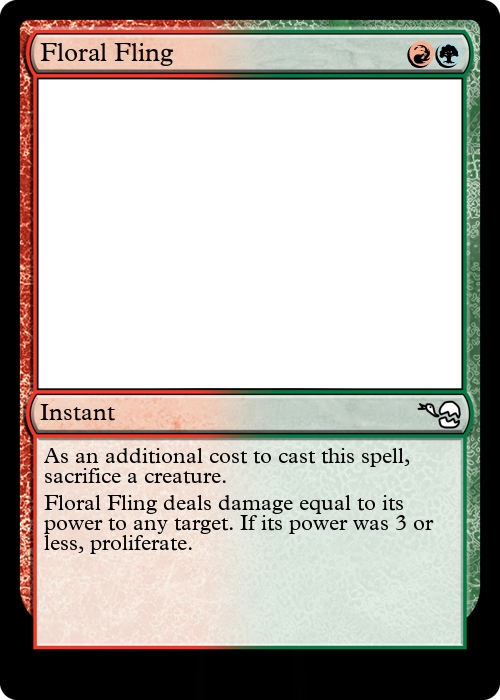 Floral Fling
Instant
As an additional cost to cast this spell,
sacrifice a creature.
Floral Fling deals damage equal to its
power to any target. If its power was 3 or
less, proliferate.